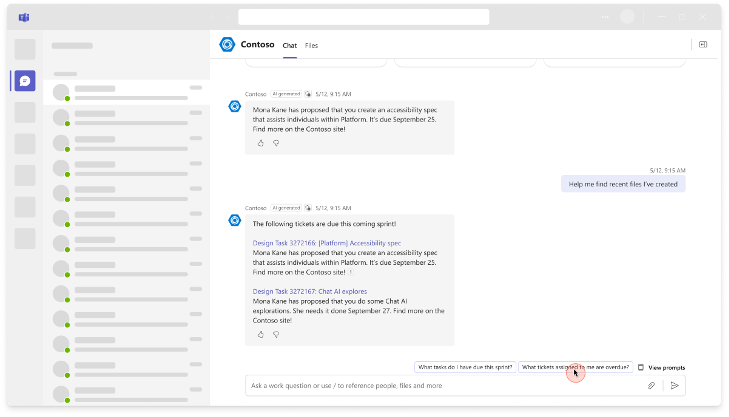 Contoso Chat Files
Contoso AI generated 5/12, 9:15 AM
Mona Kane has proposed that you create an accessibility spec
that assists individuals within Platform. It's due September 25.
Find more on the Contoso site!
5/12, 9:15 AM
Help me find recent files I've created
Contoso AI generated 5/12, 9:15 AM
The following tickets are due this coming sprint!
Design Task 3272166: [Platform] Accessibility spec
Mona Kane has proposed that you create an accessibility spec
that assists individuals within Platform. It's due September 25.
Find more on the Contoso site! 1
Design Task 3272167: Chat AI explores
Mona Kane has proposed that you do some Chat AI
explorations. She needs it done September 27. Find more on the
Contoso site!
What tasks do I have due this sprint? What tickets assigned to me are overdue? View prompts
Ask a work question or use / to reference people, files and more